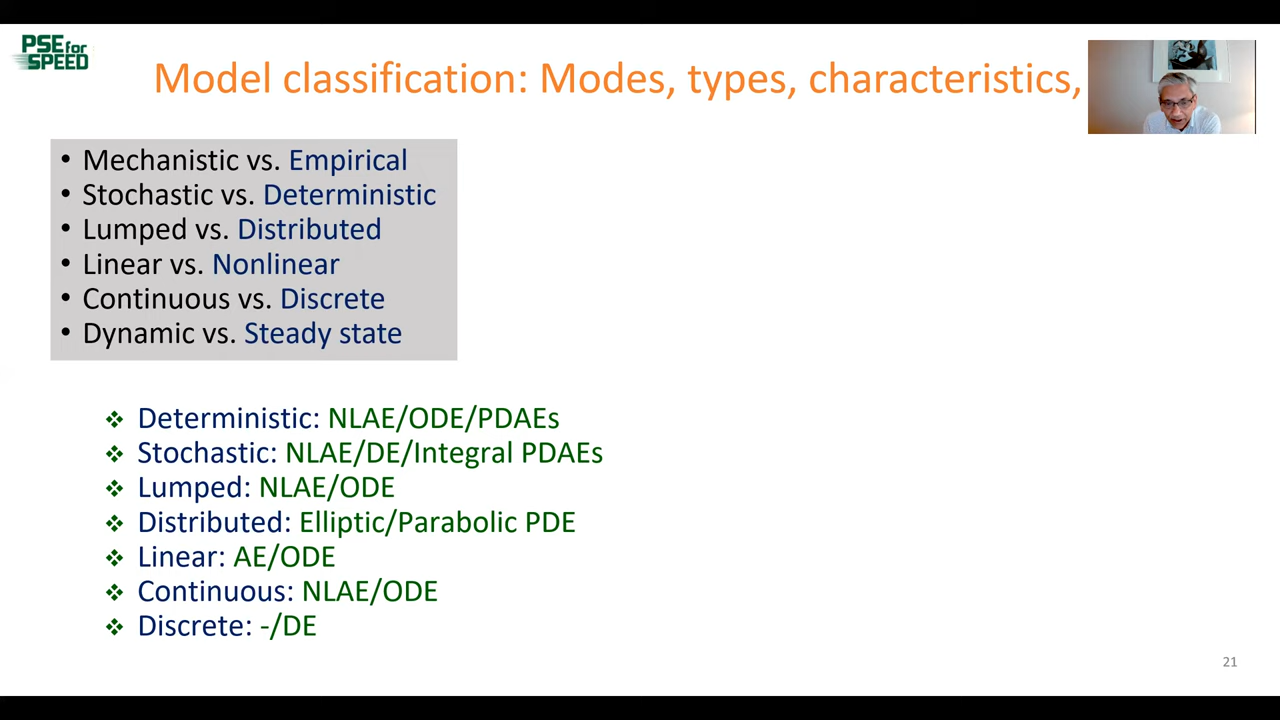 PSE for
SPEED
Model classification: Modes, types, characteristics,
• Mechanistic vs. Empirical
• Stochastic vs. Deterministic
• Lumped vs. Distributed
• Linear vs. Nonlinear
• Continuous vs. Discrete
• Dynamic vs. Steady state
❖ Deterministic: NLAE/ODE/PDAEs
❖ Stochastic: NLAE/DE/Integral PDAEs
❖ Lumped: NLAE/ODE
❖ Distributed: Elliptic/Parabolic PDE
❖ Linear: AE/ODE
❖ Continuous: NLAE/ODE
❖ Discrete: -/DE
21